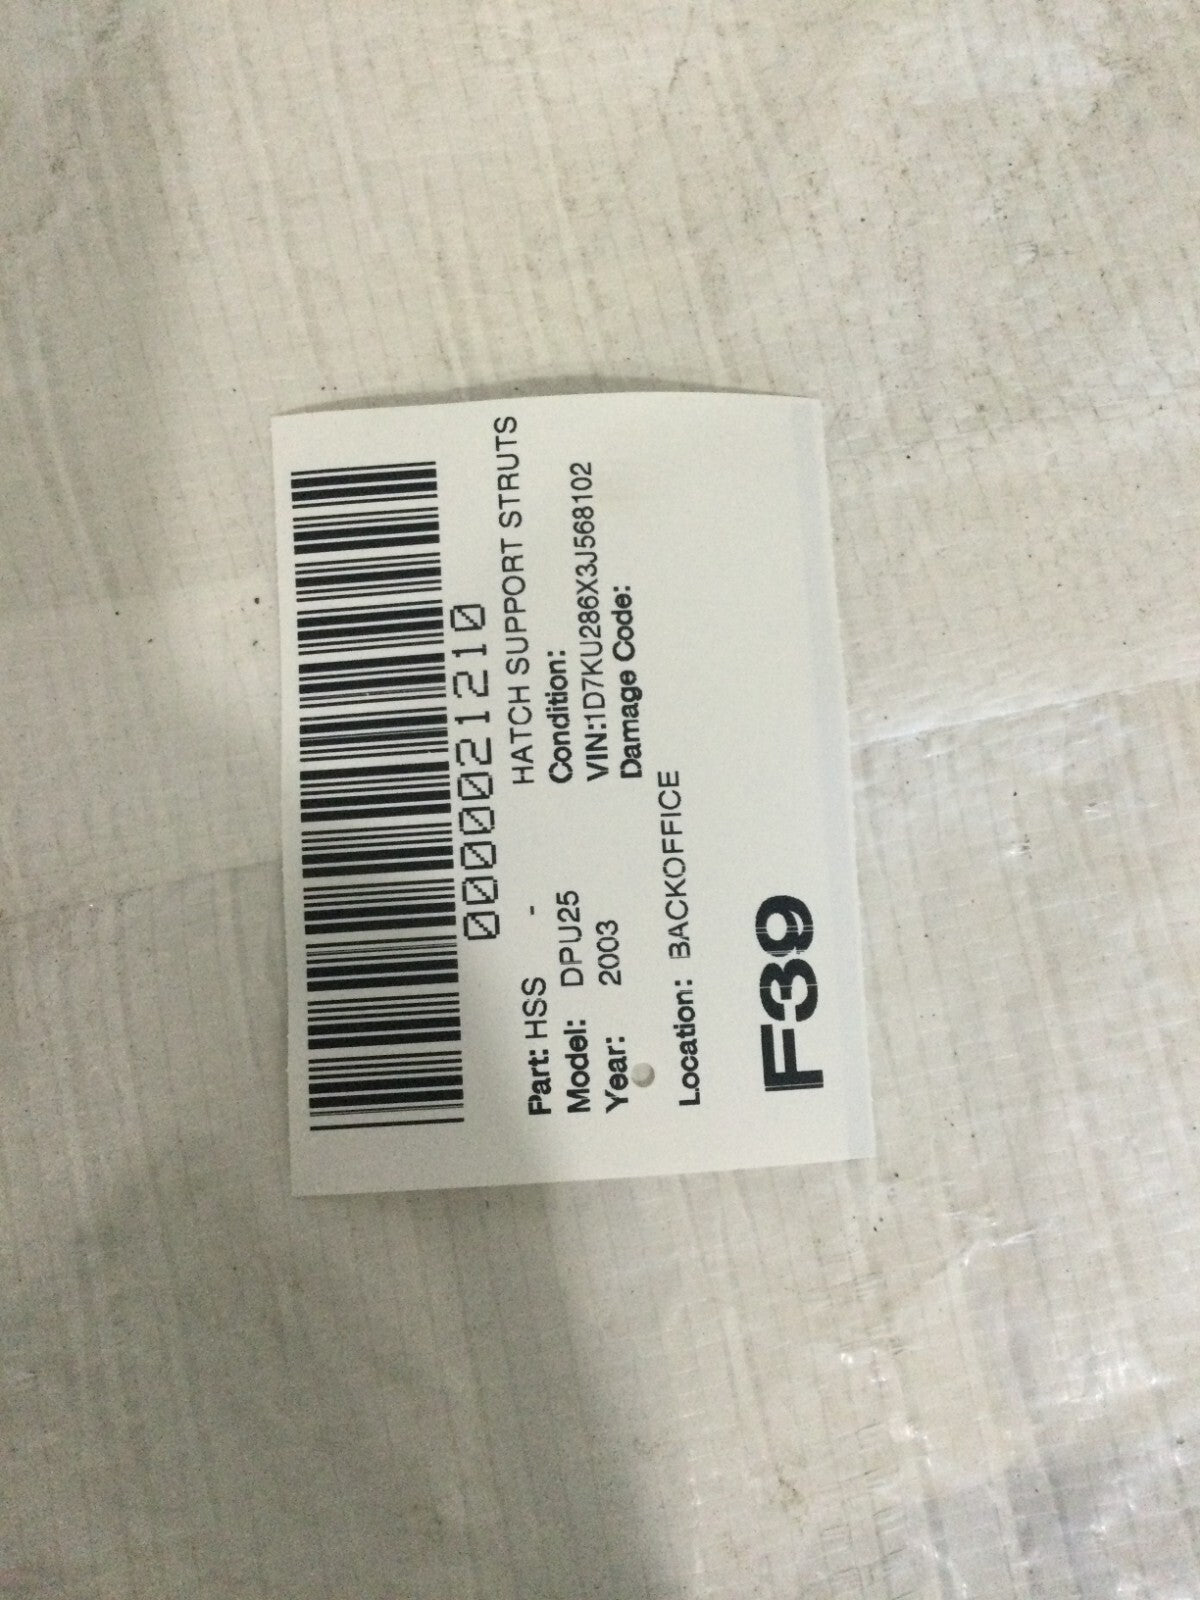 0000021210
Part: HSS - HATCH SUPPORT STRUTS
Model: DPU25 Condition:
Year: 2003 VIN:1D7KU286X3J568102
Damage Code:
Location: BACKOFFICE
F39